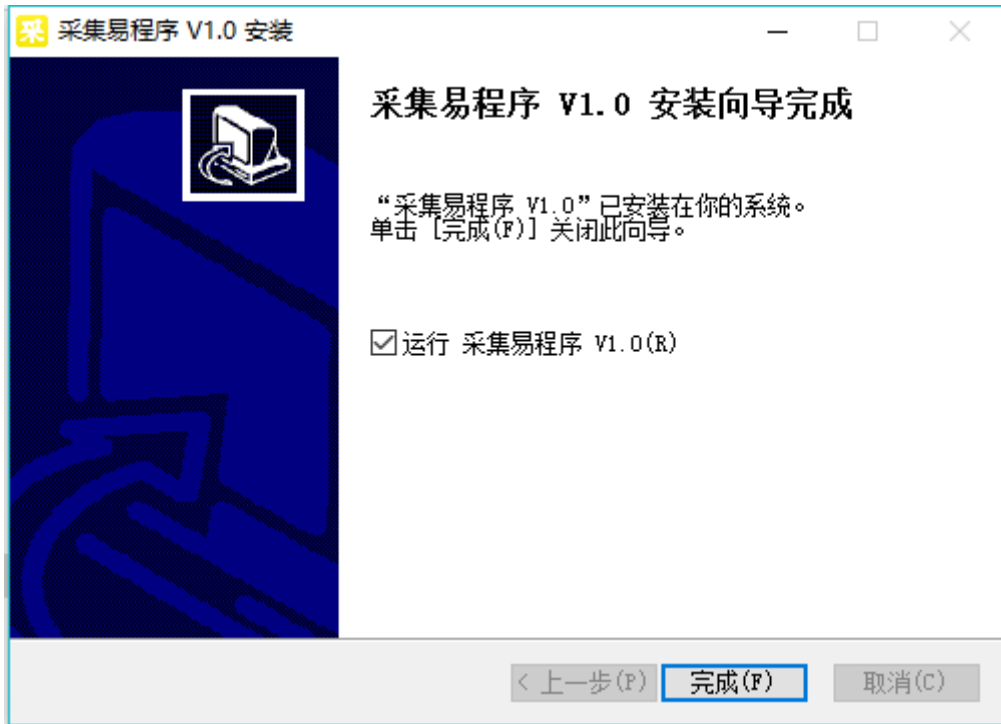 采 采集易程序 V1.0 安装
采集易程序 V1.0 安装向导完成
“采集易程序 V1.0”已安装在你的系统。
单击 [完成(F)] 关闭此向导。
运行 采集易程序 V1.0(R)
< 上一步(P) 完成(F) 取消(C)